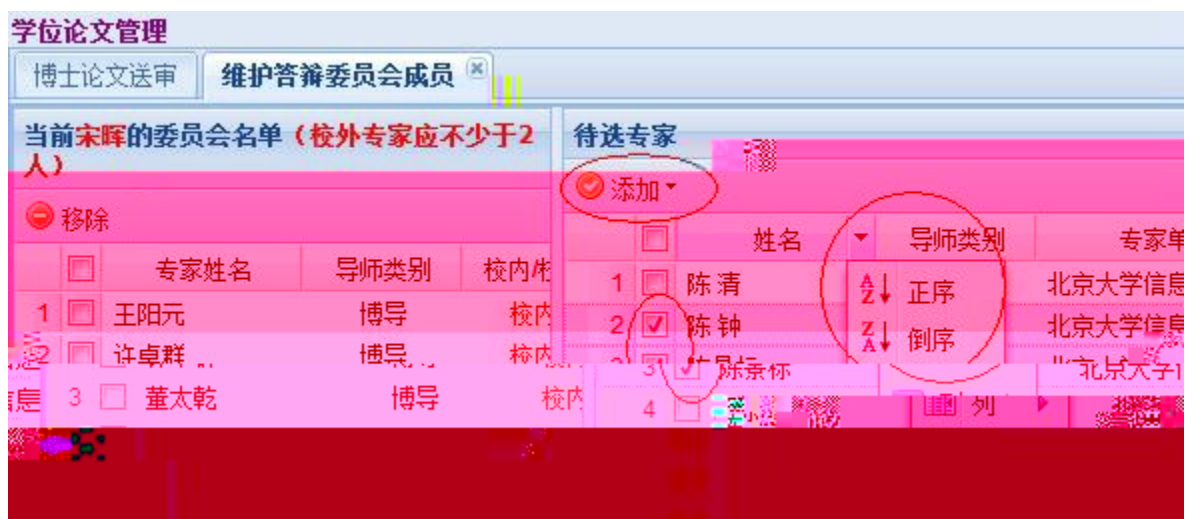 学位论文管理
博士论文送审 维护答辩委员会成员
当前宋晖的委员会名单（校外专家应不少于2
人）
移除
专家姓名 导师类别 校内/校
1 王阳元 博导 校内
2 许卓群 博导 校内
3 董太乾 博导 校内
待选专家
添加
姓名 导师类别 专家单
1 陈清 北京大学信息
2 陈钟 北京大学信息
3 陈景标 北京大学信
4
正序
倒序
列